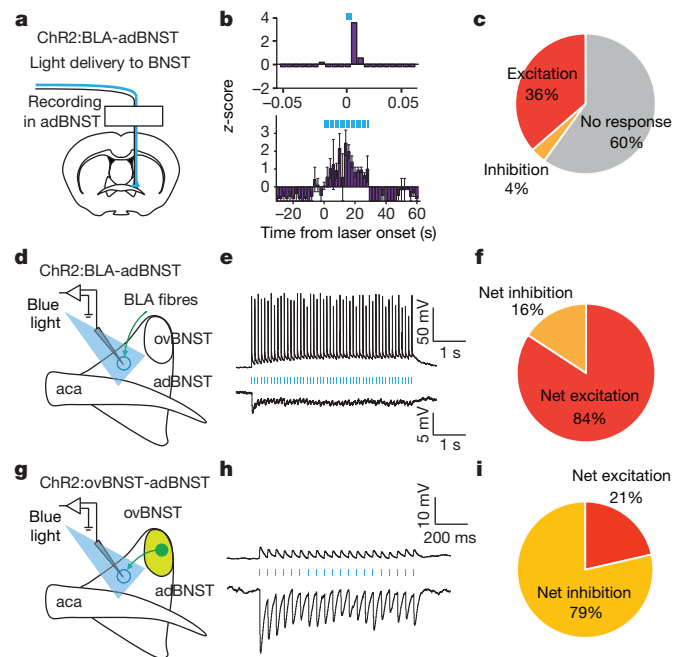 a
ChR2:BLA-adBNST
Light delivery to BNST
Recording
in adBNST
b
z-score
4
2
0
−2
−0.05
0
0.05
3
2
1
0
−20
0
20
40
60
Time from laser onset (s)
c
Excitation
36%
No response
60%
Inhibition
4%
d
ChR2:BLA-adBNST
Blue
light
BLA fibres
ovBNST
adBNST
aca
e
50 mV
1 s
5 mV
1 s
f
Net inhibition
16%
Net excitation
84%
g
ChR2:ovBNST-adBNST
Blue
light
ovBNST
adBNST
aca
h
10 mV
200 ms
i
Net excitation
21%
Net inhibition
79%